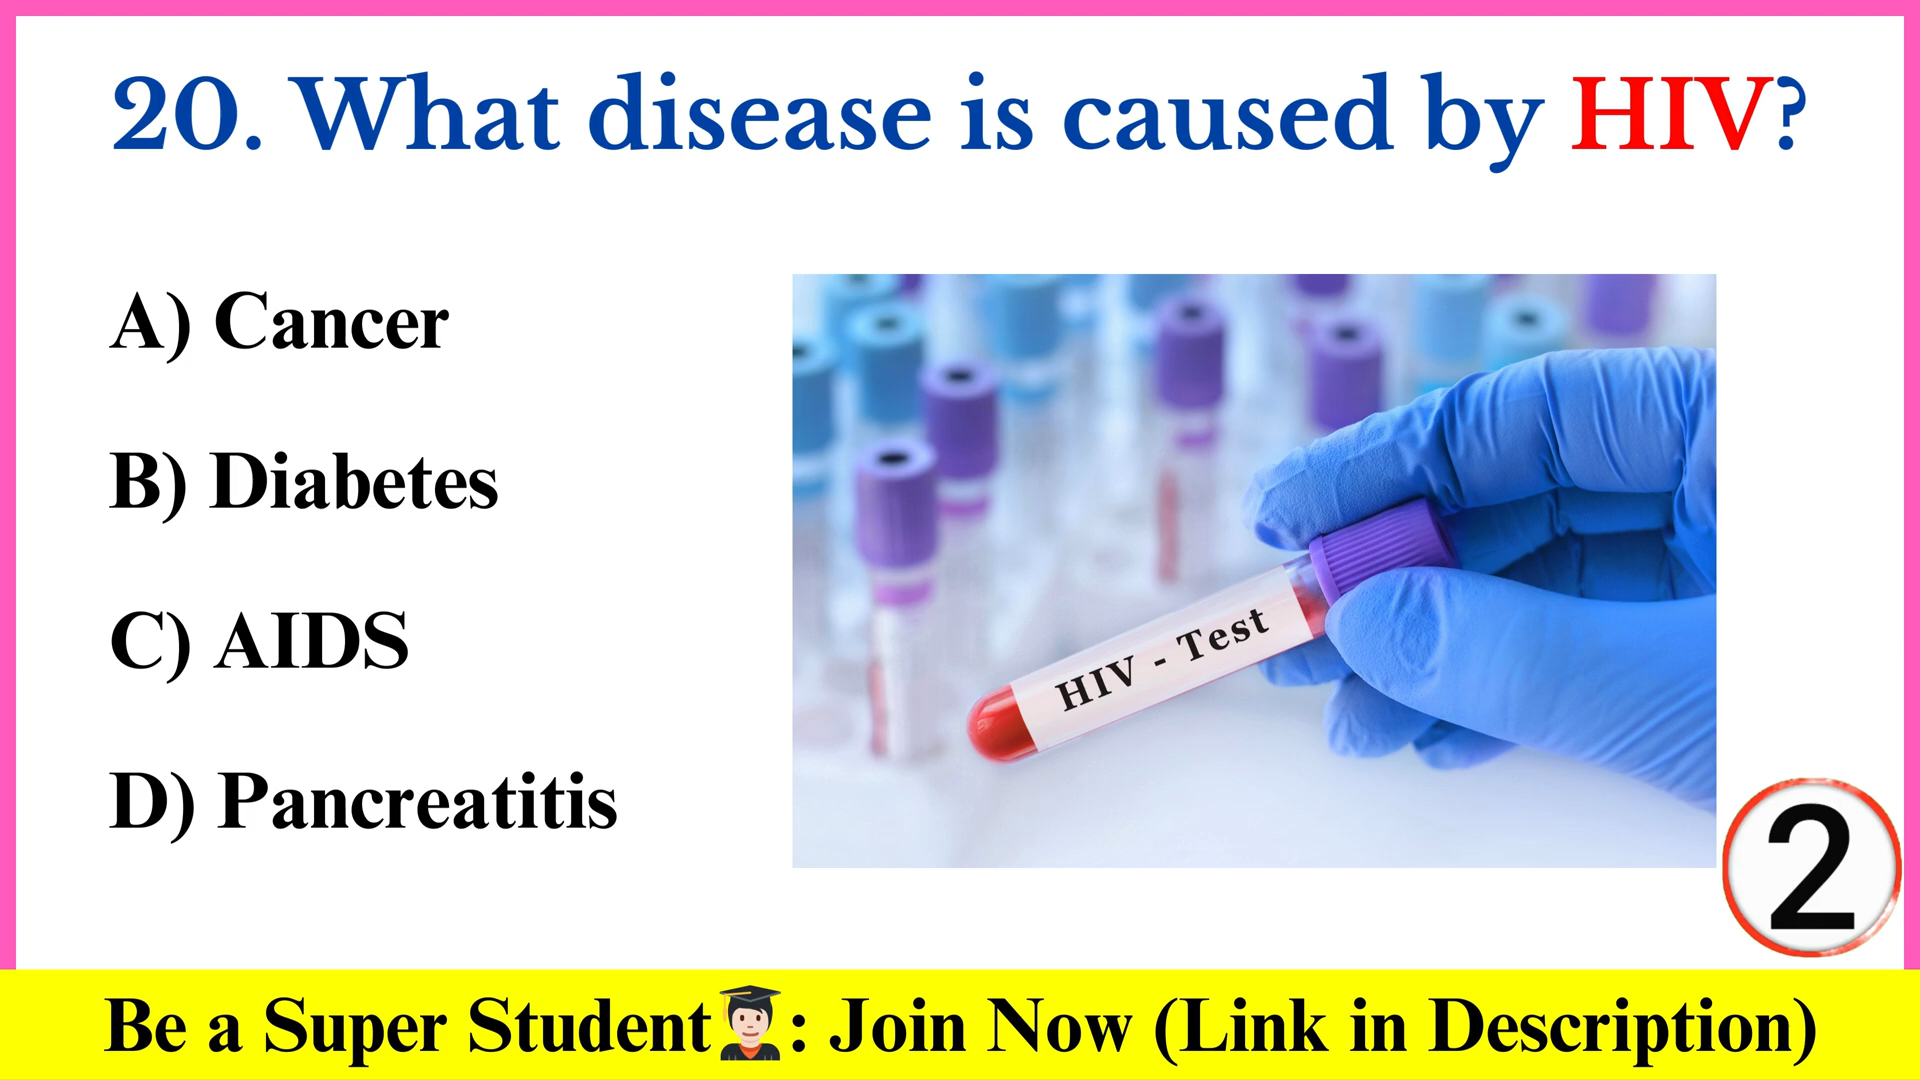 20. What disease is caused by HIV?
A) Cancer
B) Diabetes
C) AIDS
D) Pancreatitis
HIV - Test
2
Be a Super Student👨‍🎓: Join Now (Link in Description)